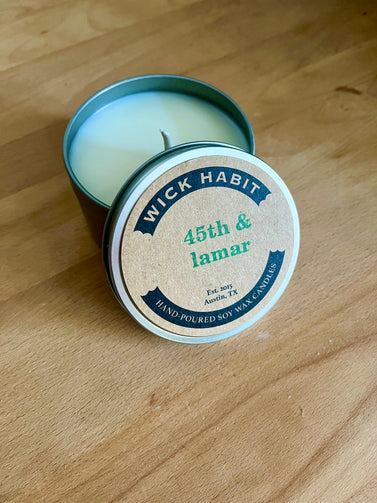 WICK HABIT
45th &
lamar
Est. 2015
Austin, TX
HAND-POURED SOY WAX CANDLES